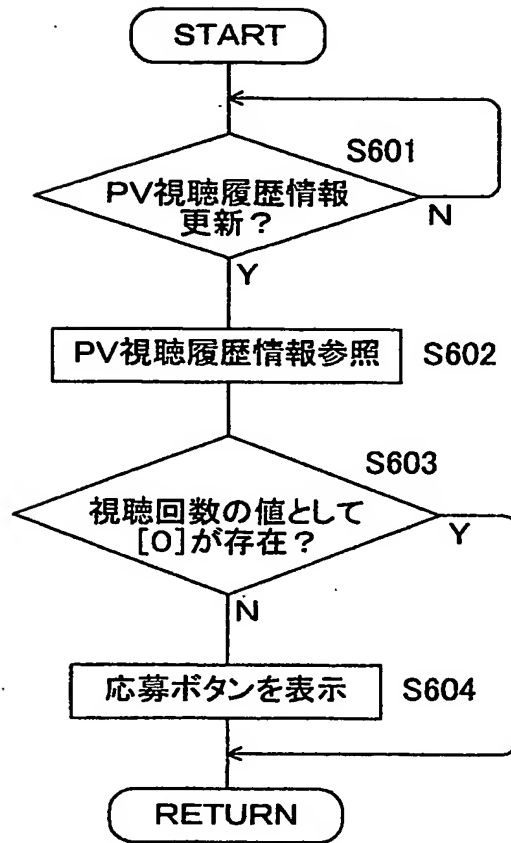 START
S601
PV視聴履歴情報
更新？
N
Y
PV視聴履歴情報参照
S602
S603
視聴回数の値として
[0]が存在？
Y
N
応募ボタンを表示
S604
RETURN